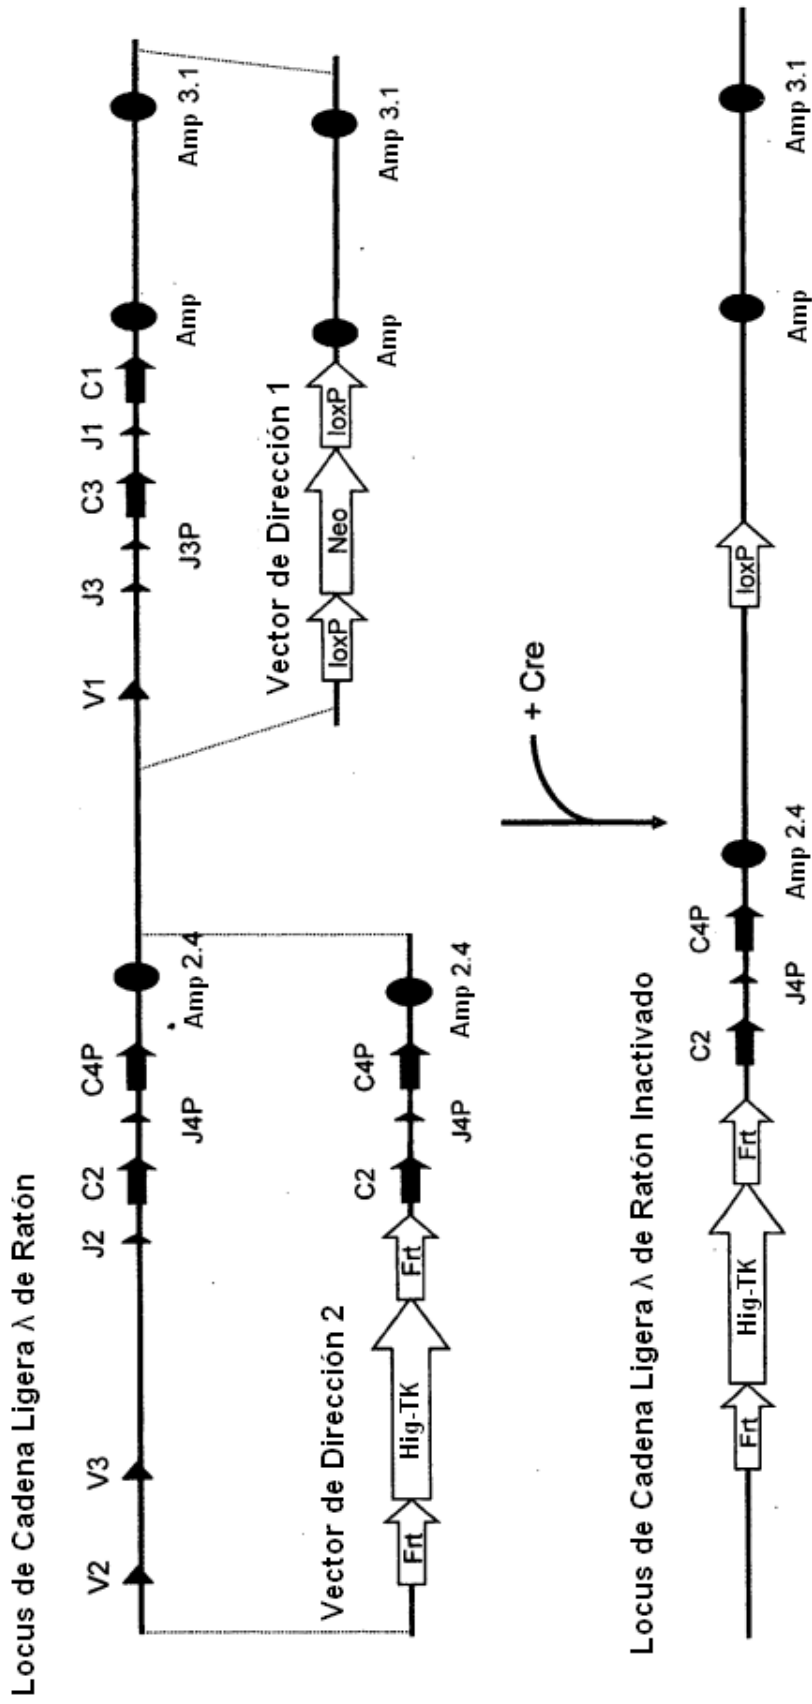 Locus de Cadena Ligera λ de Ratón
V2 V3 J2 C2 C4P V1 J3 C3 J1 C1
J4P Amp 2.4 J3P Amp Amp 3.1
Vector de Dirección 1
loxP Neo loxP
Amp Amp 3.1
Vector de Dirección 2
Frt Hig-TK Frt
C2 C4P
J4P Amp 2.4
+ Cre
Locus de Cadena Ligera λ de Ratón Inactivado
Frt Hig-TK Frt
C2 C4P
loxP
J4P Amp 2.4 Amp Amp 3.1